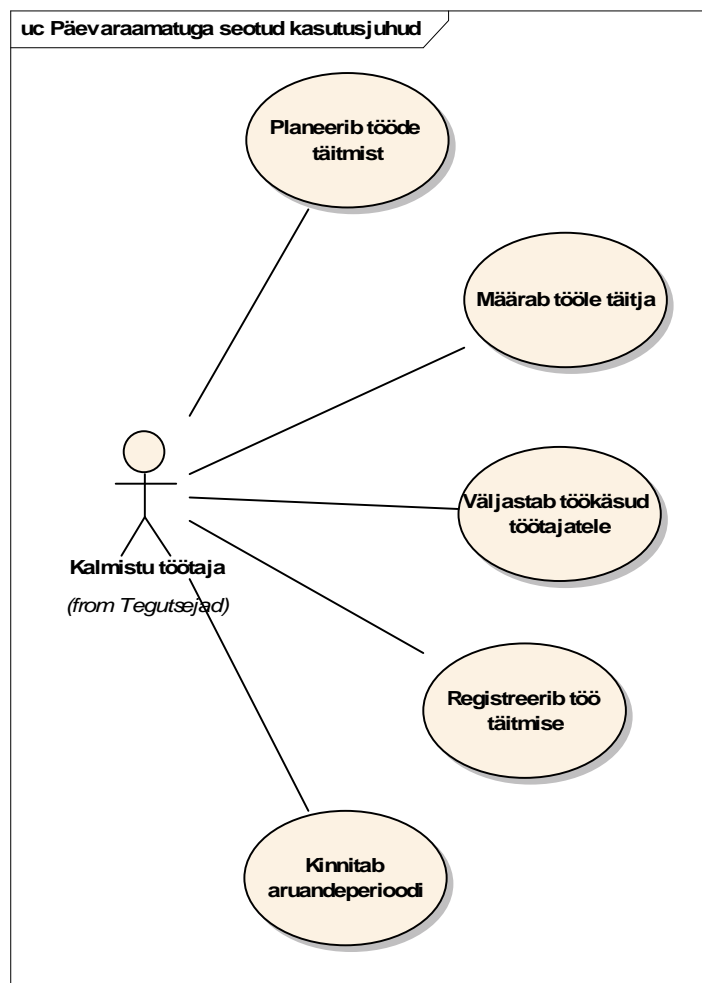 uc Päevaraamatuga seotud kasutusjuhud
Planeerib tööde
täitmist
Määrab tööle täitja
Väljastab töökäsud
töötajatele
Kalmistu töötaja
(from Tegutsejad)
Registreerib töö
täitmise
Kinnitab
aruandeperioodi